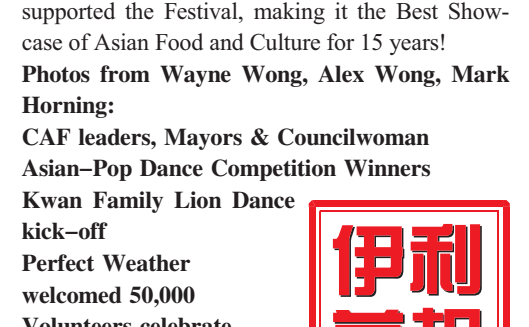 supported the Festival, making it the Best Show-
case of Asian Food and Culture for 15 years!
Photos from Wayne Wong, Alex Wong, Mark
Horning:
CAF leaders, Mayors & Councilwoman
Asian–Pop Dance Competition Winners
Kwan Family Lion Dance
kick–off
Perfect Weather
welcomed 50,000
Volunteers celebrate
伊利